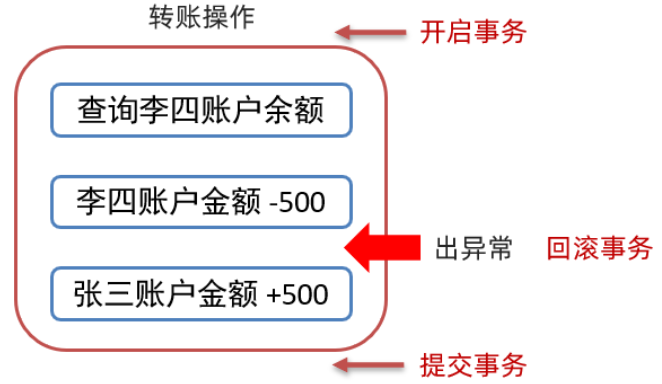 转账操作
开启事务
查询李四账户余额
李四账户金额 -500
出异常 回滚事务
张三账户金额 +500
提交事务